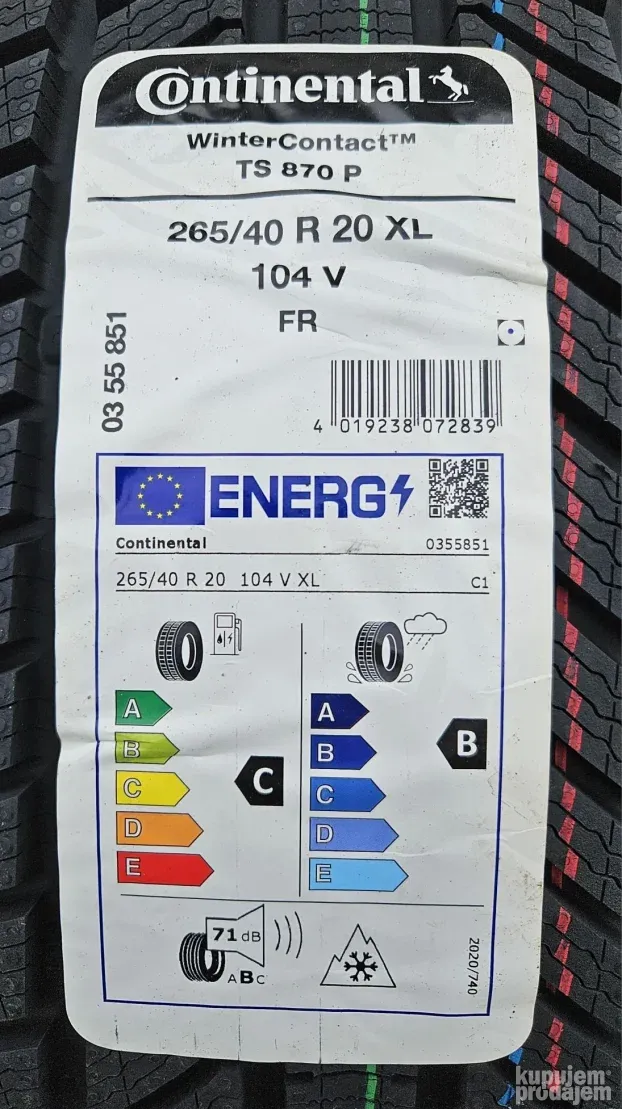 Continental
WinterContact™
TS 870 P
265/40 R 20 XL
104 V
FR
03 55 851
4 019238 072839
ENERG
Continental 0355851
265/40 R 20 104 V XL C1
A
B
C
D
E
C
A
B
C
D
E
B
71 dB
ABC
2020/740
kupujem
prodajem